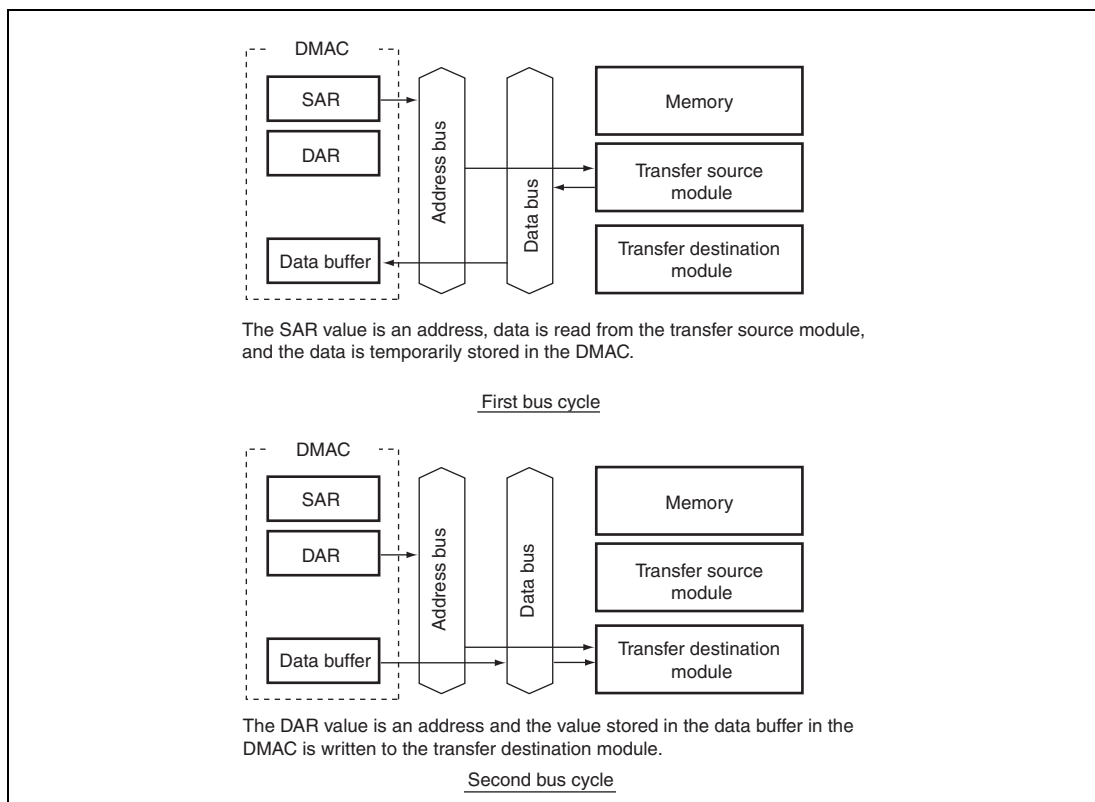 DMAC
SAR
DAR
Data buffer
Address bus
Data bus
Memory
Transfer source
module
Transfer destination
module
The SAR value is an address, data is read from the transfer source module,
and the data is temporarily stored in the DMAC.
First bus cycle
DMAC
SAR
DAR
Data buffer
Address bus
Data bus
Memory
Transfer source
module
Transfer destination
module
The DAR value is an address and the value stored in the data buffer in the
DMAC is written to the transfer destination module.
Second bus cycle